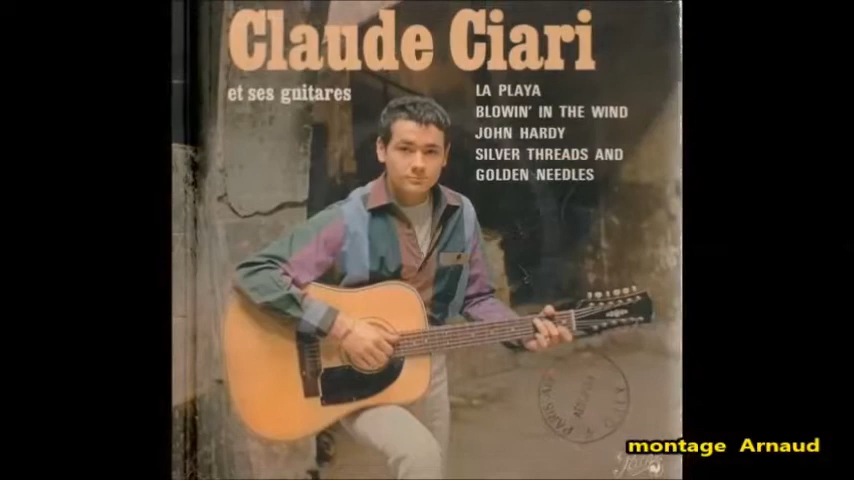 Claude Ciari
et ses guitares
LA PLAYA
BLOWIN' IN THE WIND
JOHN HARDY
SILVER THREADS AND
GOLDEN NEEDLES
montage Arnaud